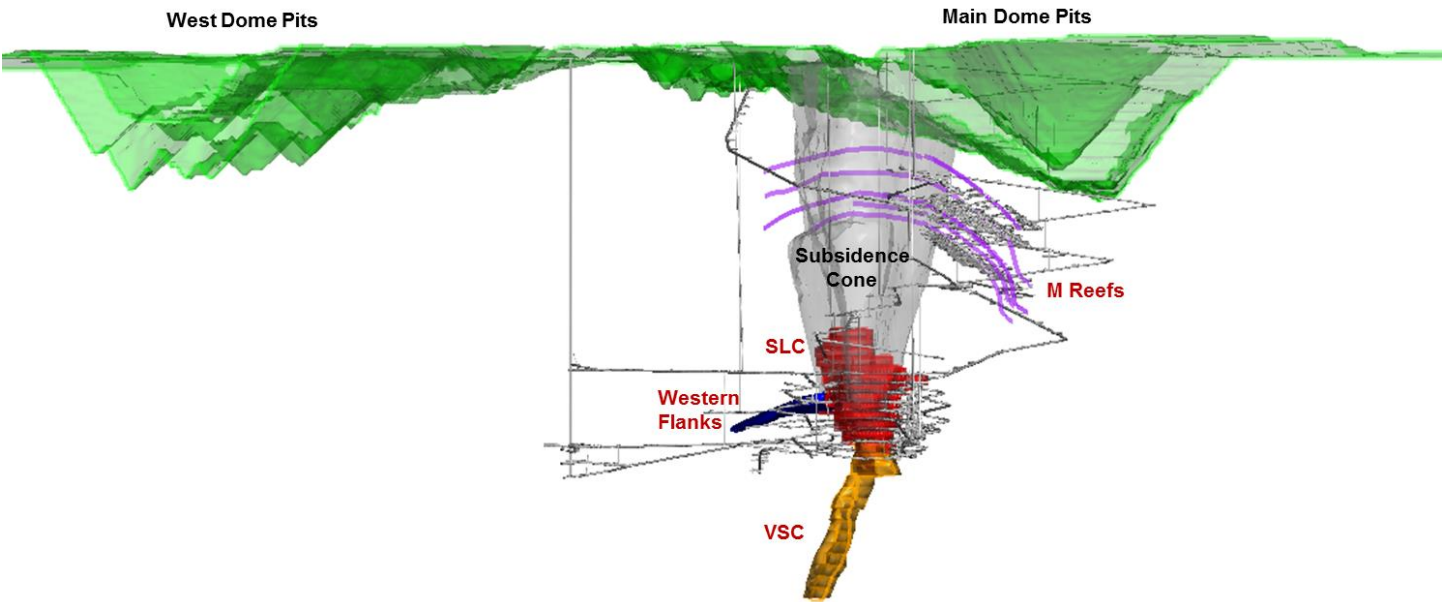 West Dome Pits
Main Dome Pits
Subsidence
Cone
M Reefs
SLC
Western
Flanks
VSC